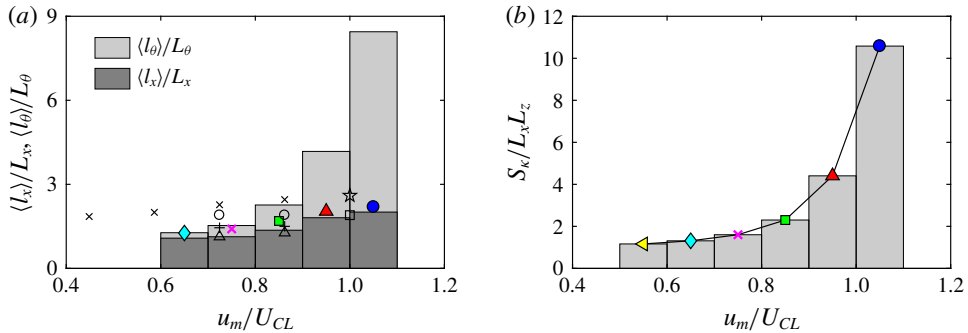 (a)
9
6
3
0
⟨l_x⟩/L_x, ⟨l_θ⟩/L_θ
⟨l_θ⟩/L_θ
⟨l_x⟩/L_x
0.4 0.6 0.8 1.0 1.2
u_m/U_CL
(b)
12
10
8
6
4
2
0
S_κ/L_xL_z
0.4 0.6 0.8 1.0 1.2
u_m/U_CL